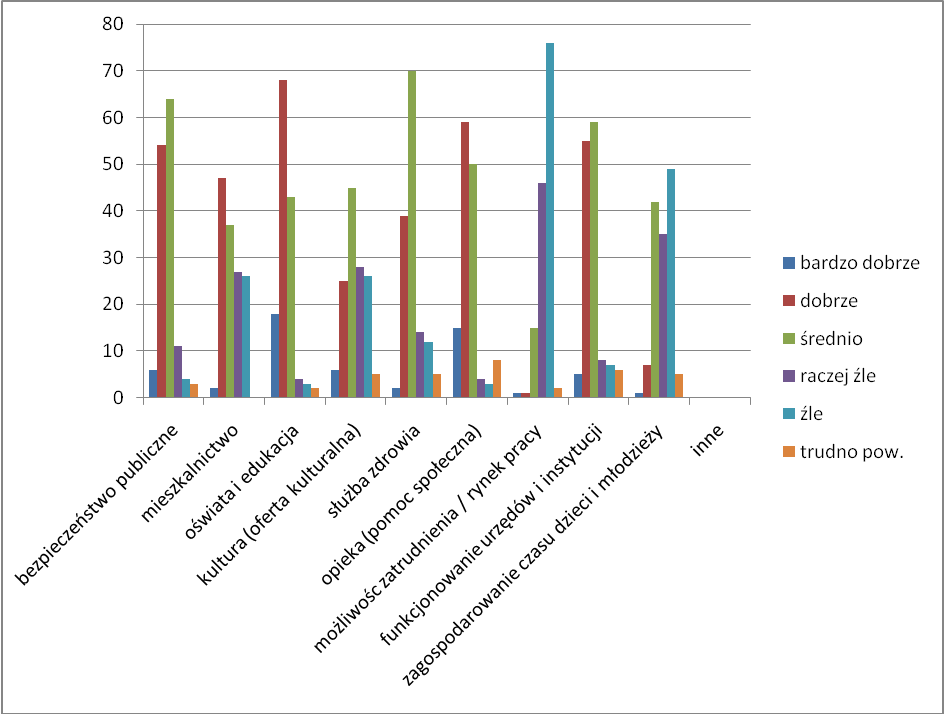 80
70
60
50
40
30
20
10
0
bezpieczeństwo publiczne
mieszkalnictwo
oświata i edukacja
kultura (oferta kulturalna)
służba zdrowia
opieka (pomoc społeczna)
możliwośc zatrudnienia / rynek pracy
funkcjonowanie urzędów i instytucji
zagospodarowanie czasu dzieci i młodzieży
inne
bardzo dobrze
dobrze
średnio
raczej źle
źle
trudno pow.